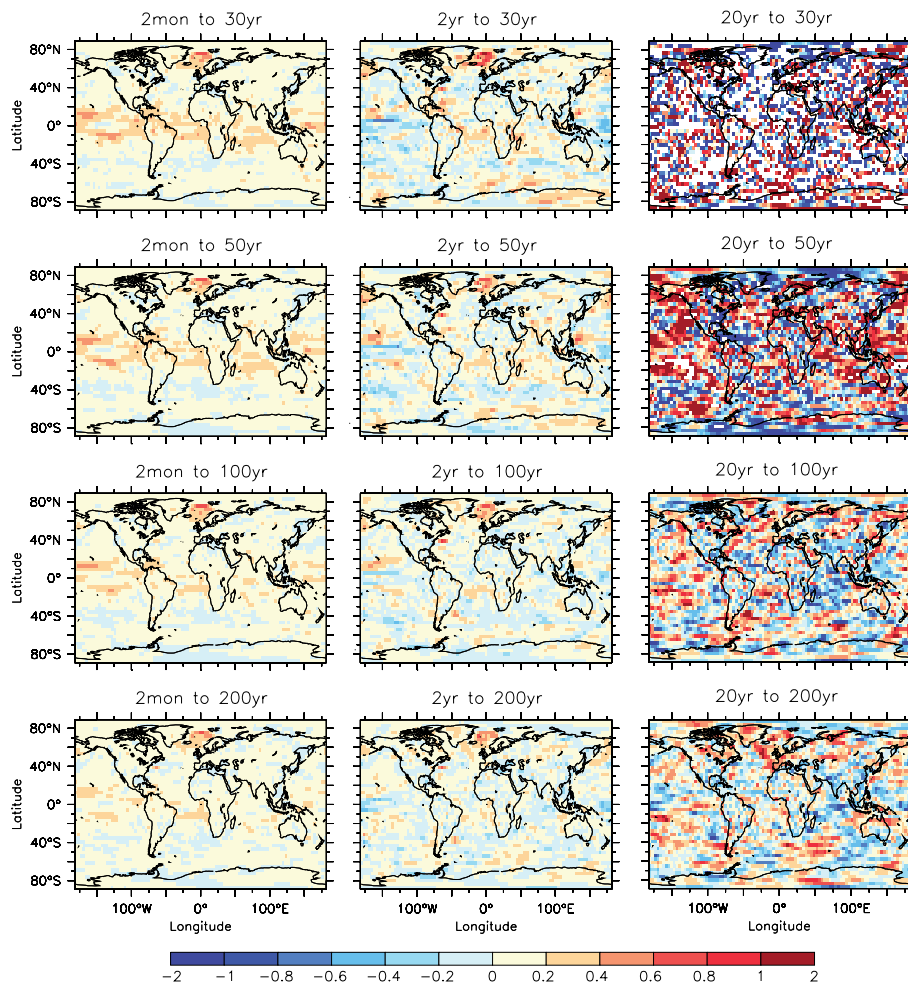 2mon to 30yr 2yr to 30yr 20yr to 30yr
80°N
40°N
0°
40°S
80°S
Latitude
2mon to 50yr 2yr to 50yr 20yr to 50yr
80°N
40°N
0°
40°S
80°S
Latitude
2mon to 100yr 2yr to 100yr 20yr to 100yr
80°N
40°N
0°
40°S
80°S
Latitude
2mon to 200yr 2yr to 200yr 20yr to 200yr
80°N
40°N
0°
40°S
80°S
Latitude
100°W 0° 100°E 100°W 0° 100°E 100°W 0° 100°E
Longitude Longitude Longitude
-2 -1 -0.8 -0.6 -0.4 -0.2 0 0.2 0.4 0.6 0.8 1 2